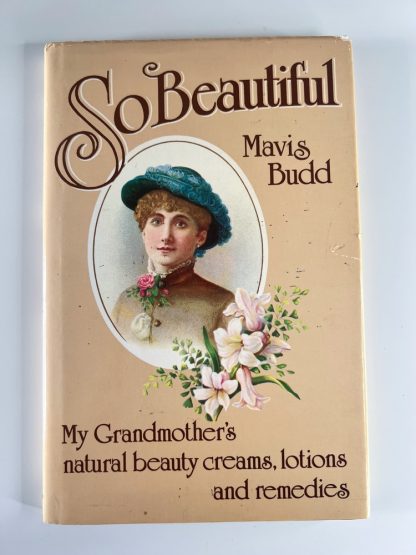 So Beautiful
Mavis
Budd
My Grandmother's
natural beauty creams, lotions
and remedies